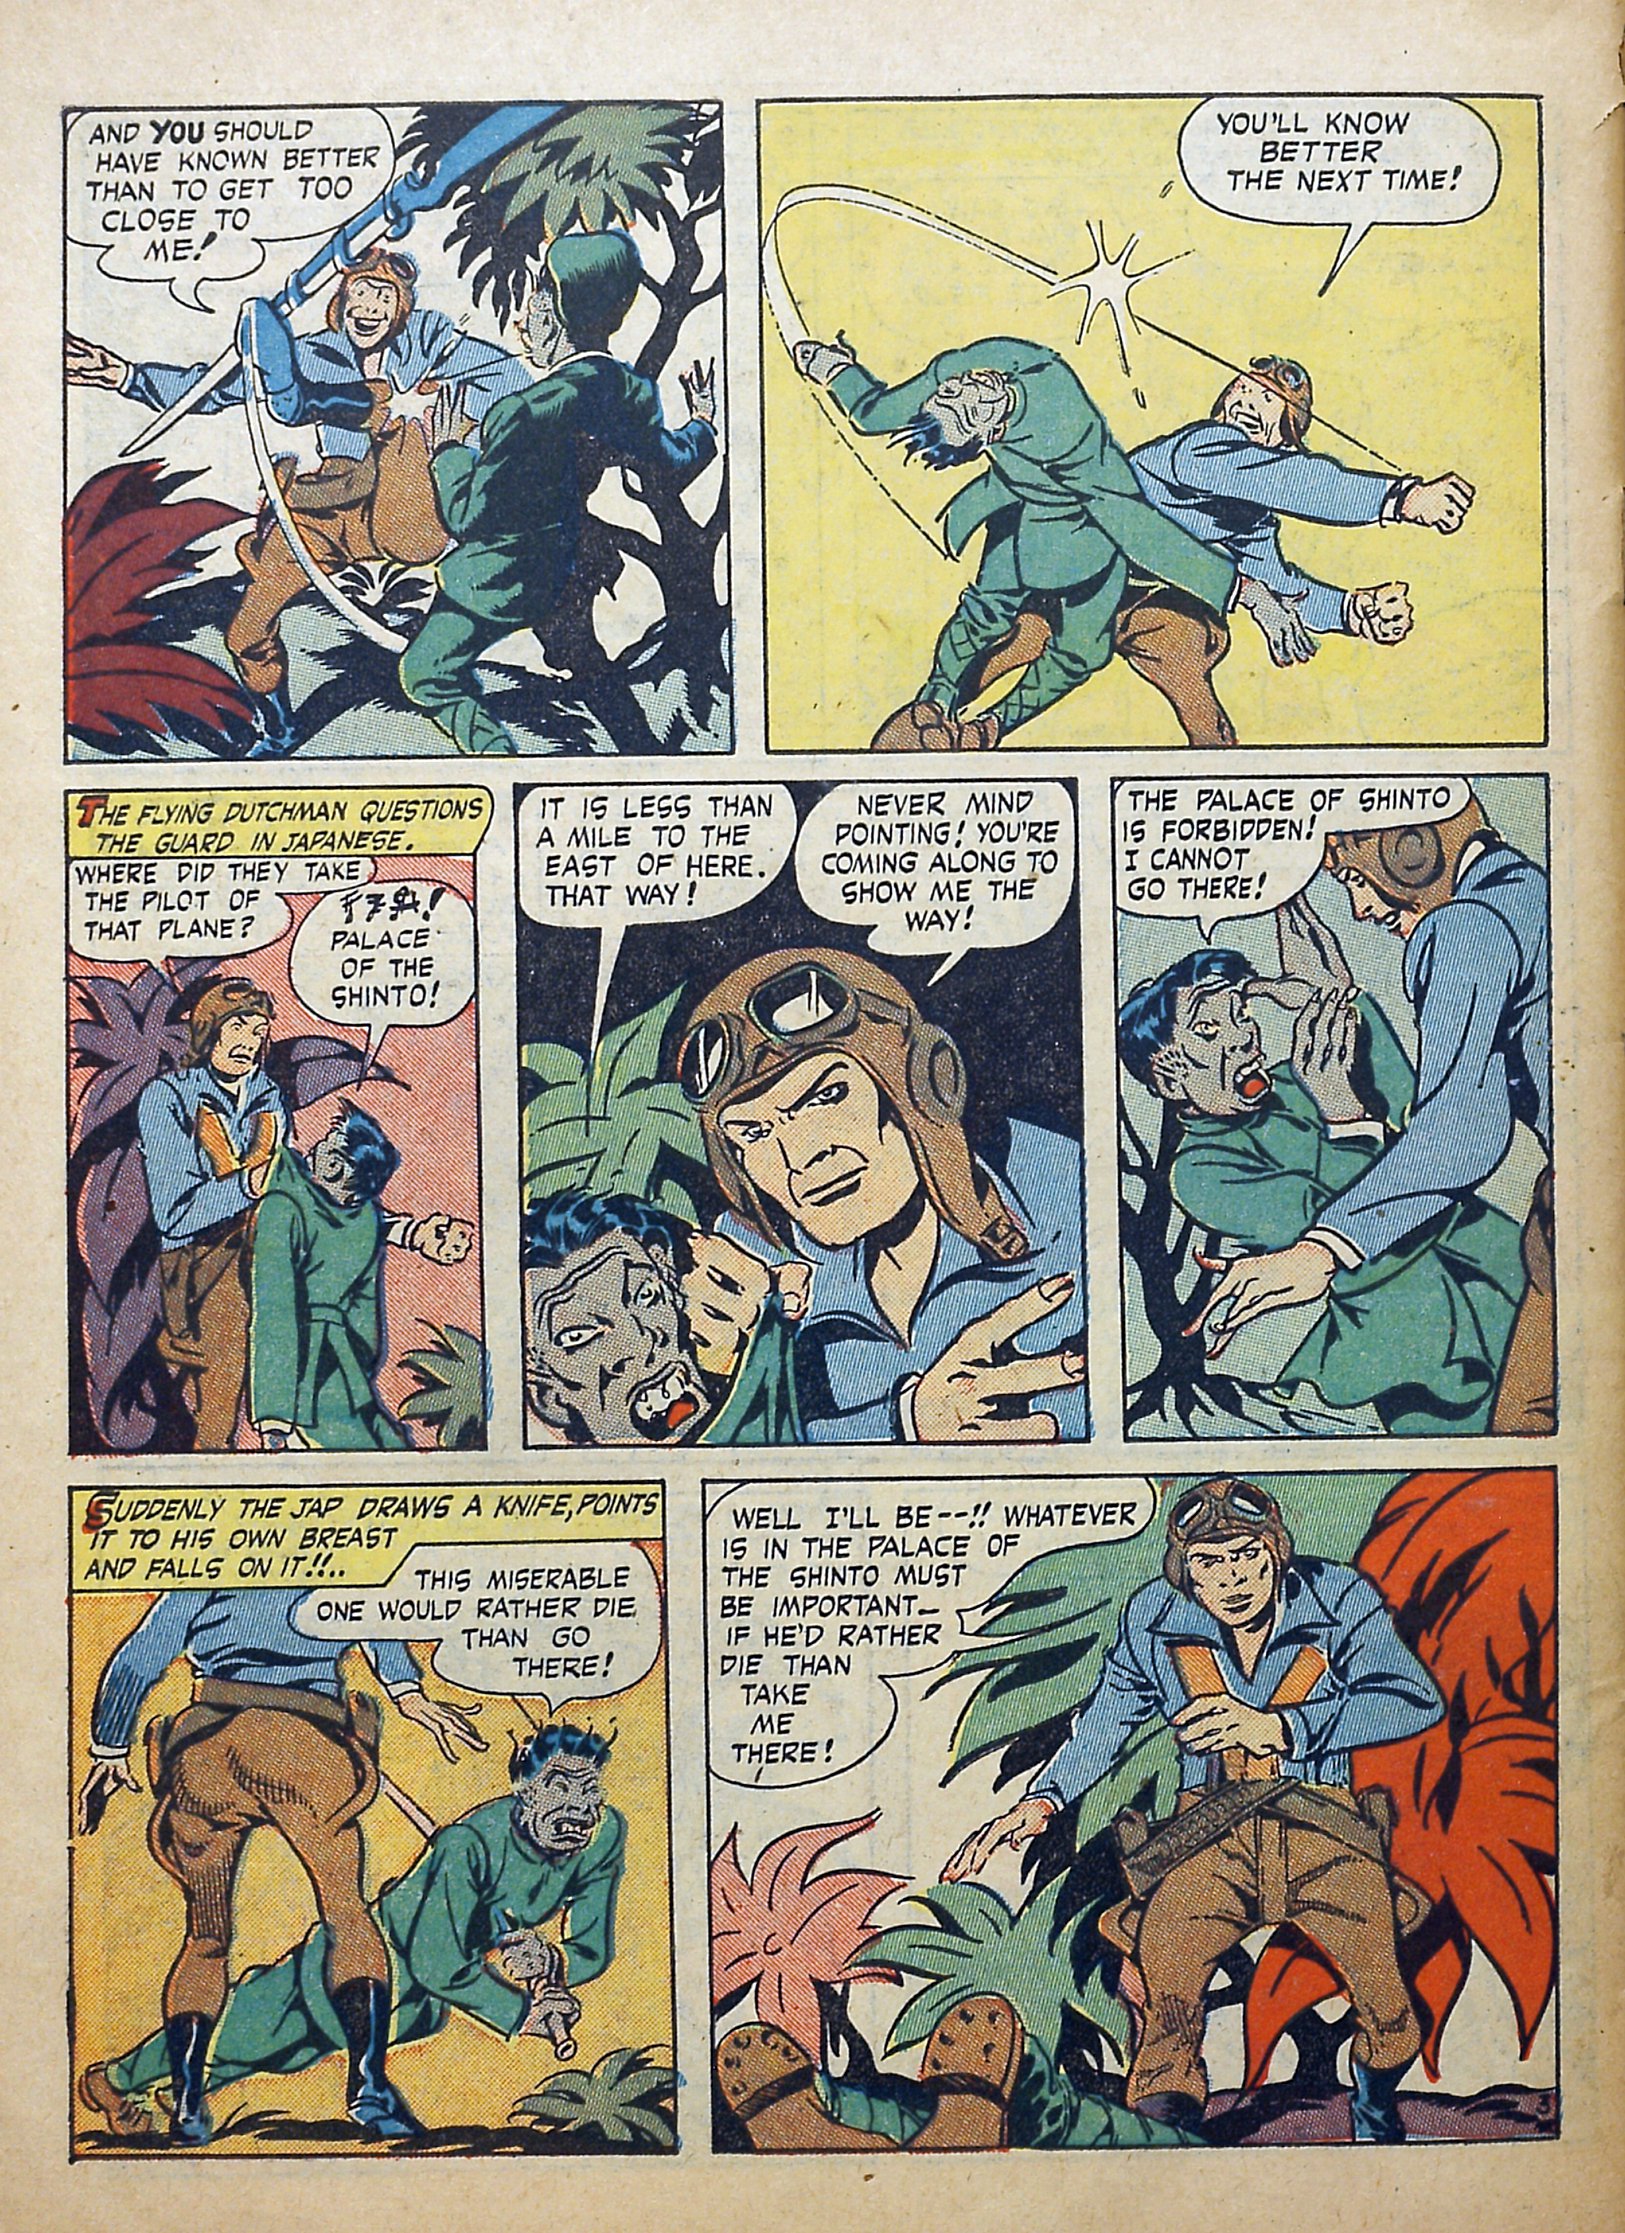 AND YOU SHOULD
HAVE KNOWN BETTER
THAN TO GET TOO
CLOSE TO
ME!
YOU'LL KNOW
BETTER
THE NEXT TIME!
THE FLYING DUTCHMAN QUESTIONS
THE GUARD IN JAPANESE.
WHERE DID THEY TAKE
THE PILOT OF
THAT PLANE?
PALACE
OF THE
SHINTO!
IT IS LESS THAN
A MILE TO THE
EAST OF HERE.
THAT WAY!
NEVER MIND
POINTING! YOU'RE
COMING ALONG TO
SHOW ME THE
WAY!
THE PALACE OF SHINTO
IS FORBIDDEN!
I CANNOT
GO THERE!
SUDDENLY THE JAP DRAWS A KNIFE, POINTS
IT TO HIS OWN BREAST
AND FALLS ON IT!!..
THIS MISERABLE
ONE WOULD RATHER DIE
THAN GO
THERE!
WELL I'LL BE--!! WHATEVER
IS IN THE PALACE OF
THE SHINTO MUST
BE IMPORTANT—
IF HE'D RATHER
DIE THAN
TAKE
ME
THERE!
3